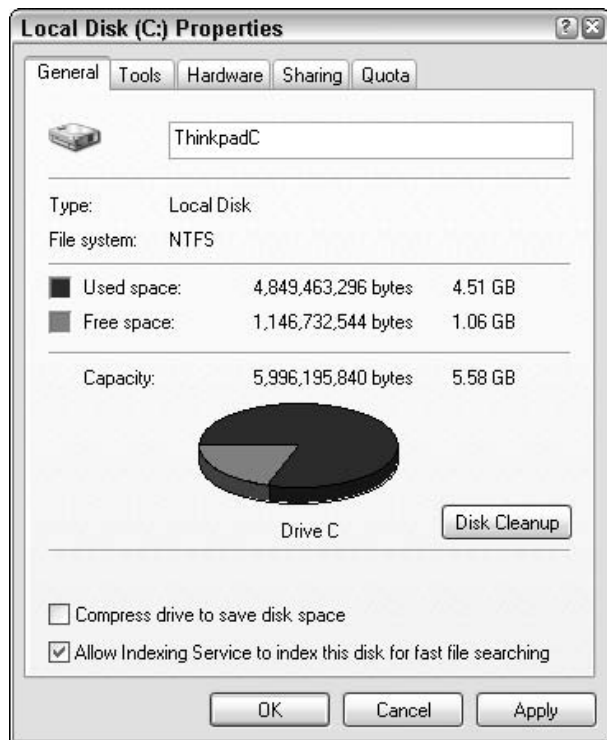 Local Disk (C:) Properties
General Tools Hardware Sharing Quota
ThinkpadC
Type: Local Disk
File system: NTFS
Used space: 4,849,463,296 bytes 4.51 GB
Free space: 1,146,732,544 bytes 1.06 GB
Capacity: 5,996,195,840 bytes 5.58 GB
Drive C
Disk Cleanup
Compress drive to save disk space
Allow Indexing Service to index this disk for fast file searching
OK Cancel Apply